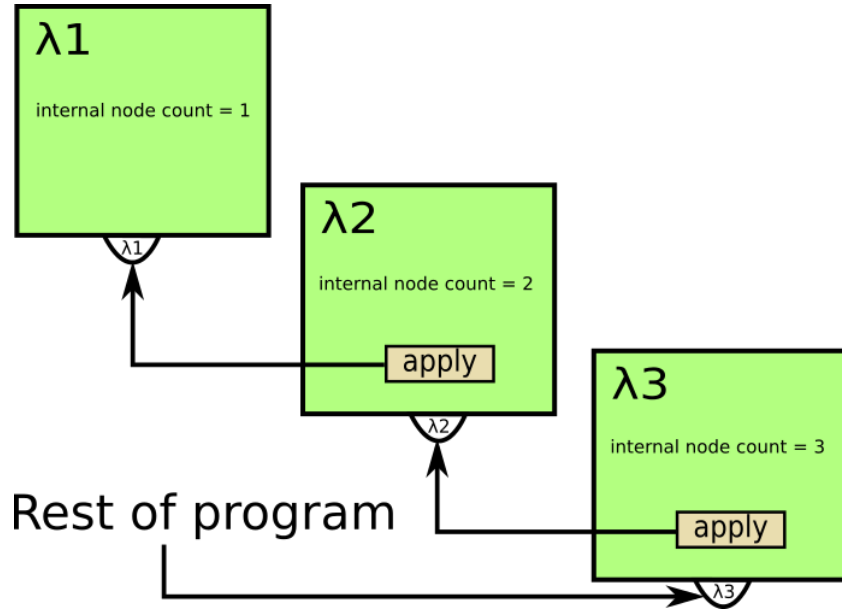 λ1
internal node count = 1
λ1
λ2
internal node count = 2
apply
λ2
λ3
internal node count = 3
apply
λ3
Rest of program